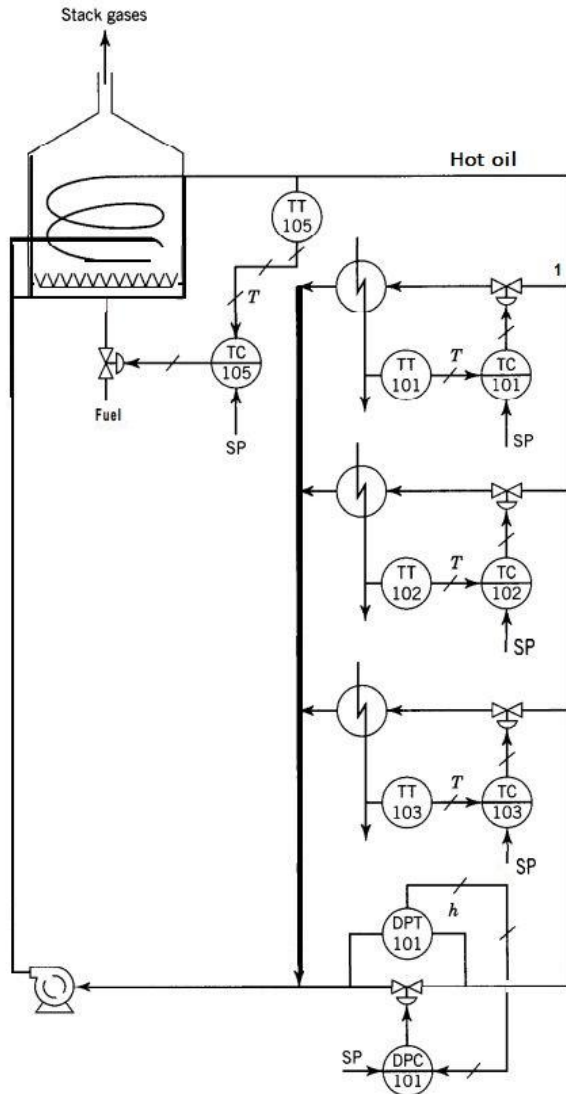 Stack gases
Hot oil
TT
105
1
T
TC
105
Fuel
SP
TT
101
T
TC
101
SP
TT
102
T
TC
102
SP
TT
103
T
TC
103
SP
h
DPT
101
SP
DPC
101